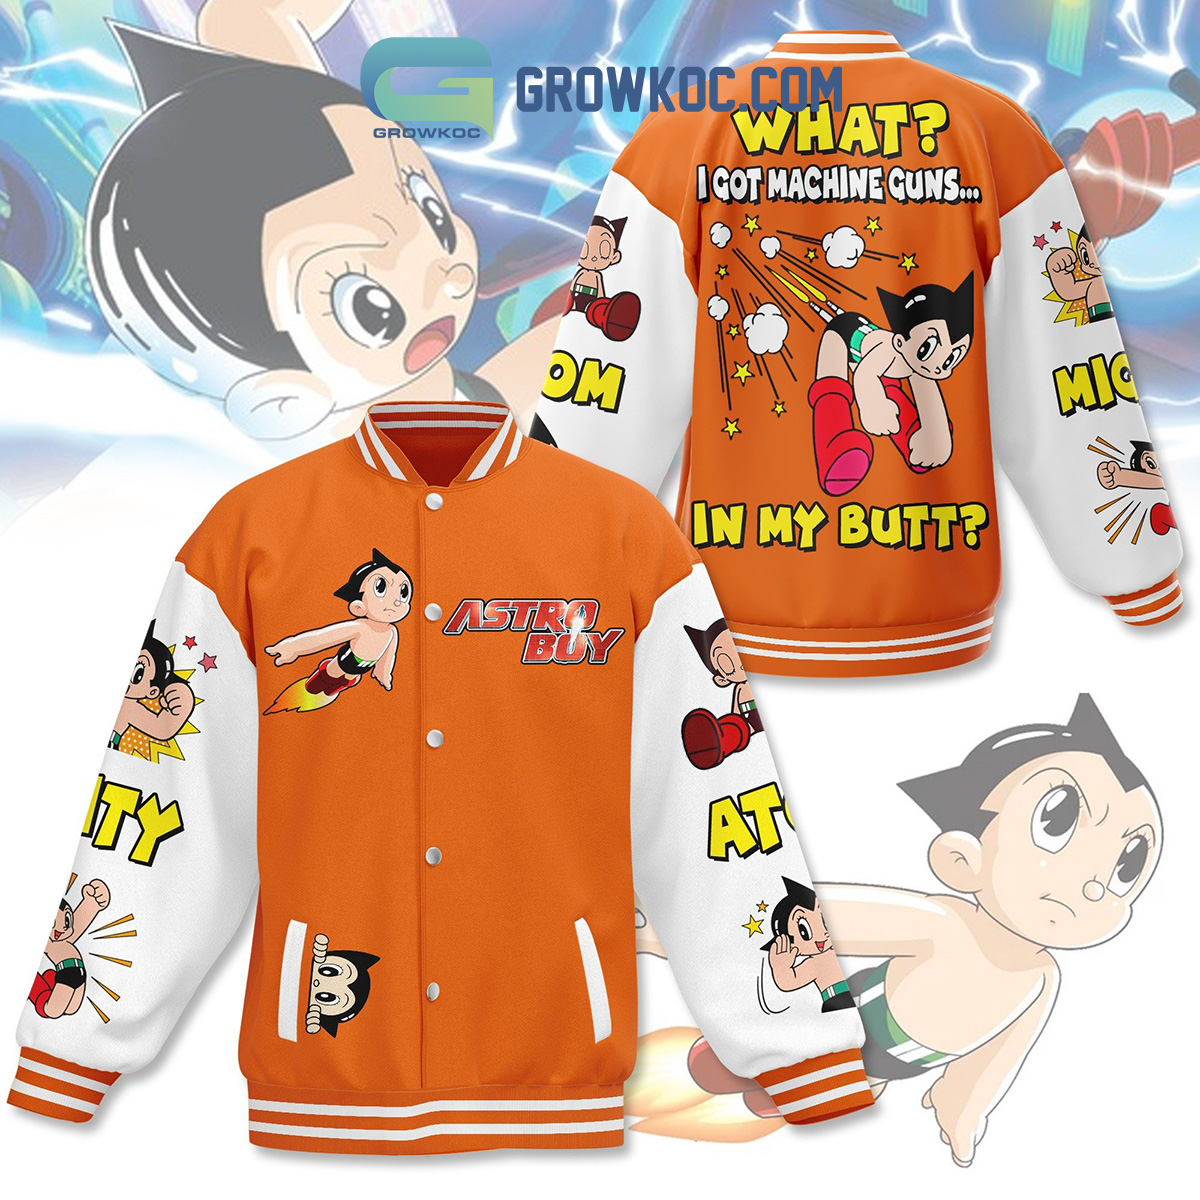 GROWKOC
GROWKOC.COM
WHAT?
I GOT MACHINE GUNS...
OM
MIG
IN MY BUTT?
ASTRO
BOY
ITY
ATO